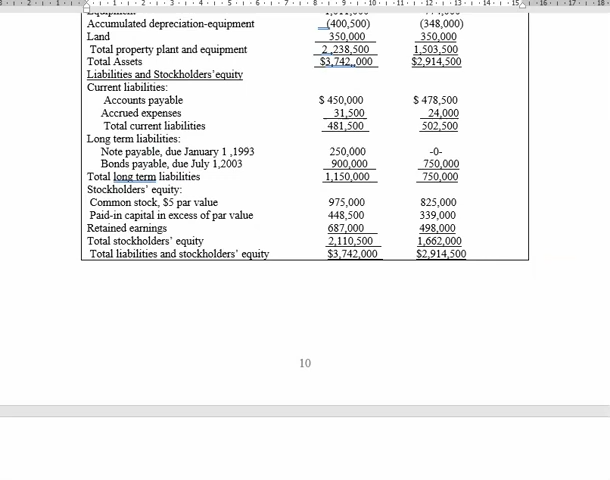 Accumulated depreciation-equipment (400,500) (348,000)
Land 350,000 350,000
Total property plant and equipment 2 ,238,500 1,503,500
Total Assets $3,742,,000 $2,914,500
Liabilities and Stockholders'equity
Current liabilities:
Accounts payable $ 450,000 $ 478,500
Accrued expenses 31,500 24,000
Total current liabilities 481,500 502,500
Long term liabilities:
Note payable, due January 1 ,1993 250,000 -0-
Bonds payable, due July 1,2003 900,000 750,000
Total long term liabilities 1,150,000 750,000
Stockholders' equity:
Common stock, $5 par value 975,000 825,000
Paid-in capital in excess of par value 448,500 339,000
Retained earnings 687,000 498,000
Total stockholders' equity 2,110,500 1,662,000
Total liabilities and stockholders' equity $3,742,000 $2,914,500
10